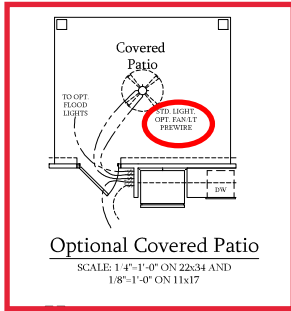 Covered
Patio
TO OPT.
FLOOD
LIGHTS
STD. LIGHT.
OPT. FAN/LT
PREWIRE
DW
Optional Covered Patio
SCALE: 1/4"=1'-0" ON 22x34 AND
1/8"=1'-0" ON 11x17